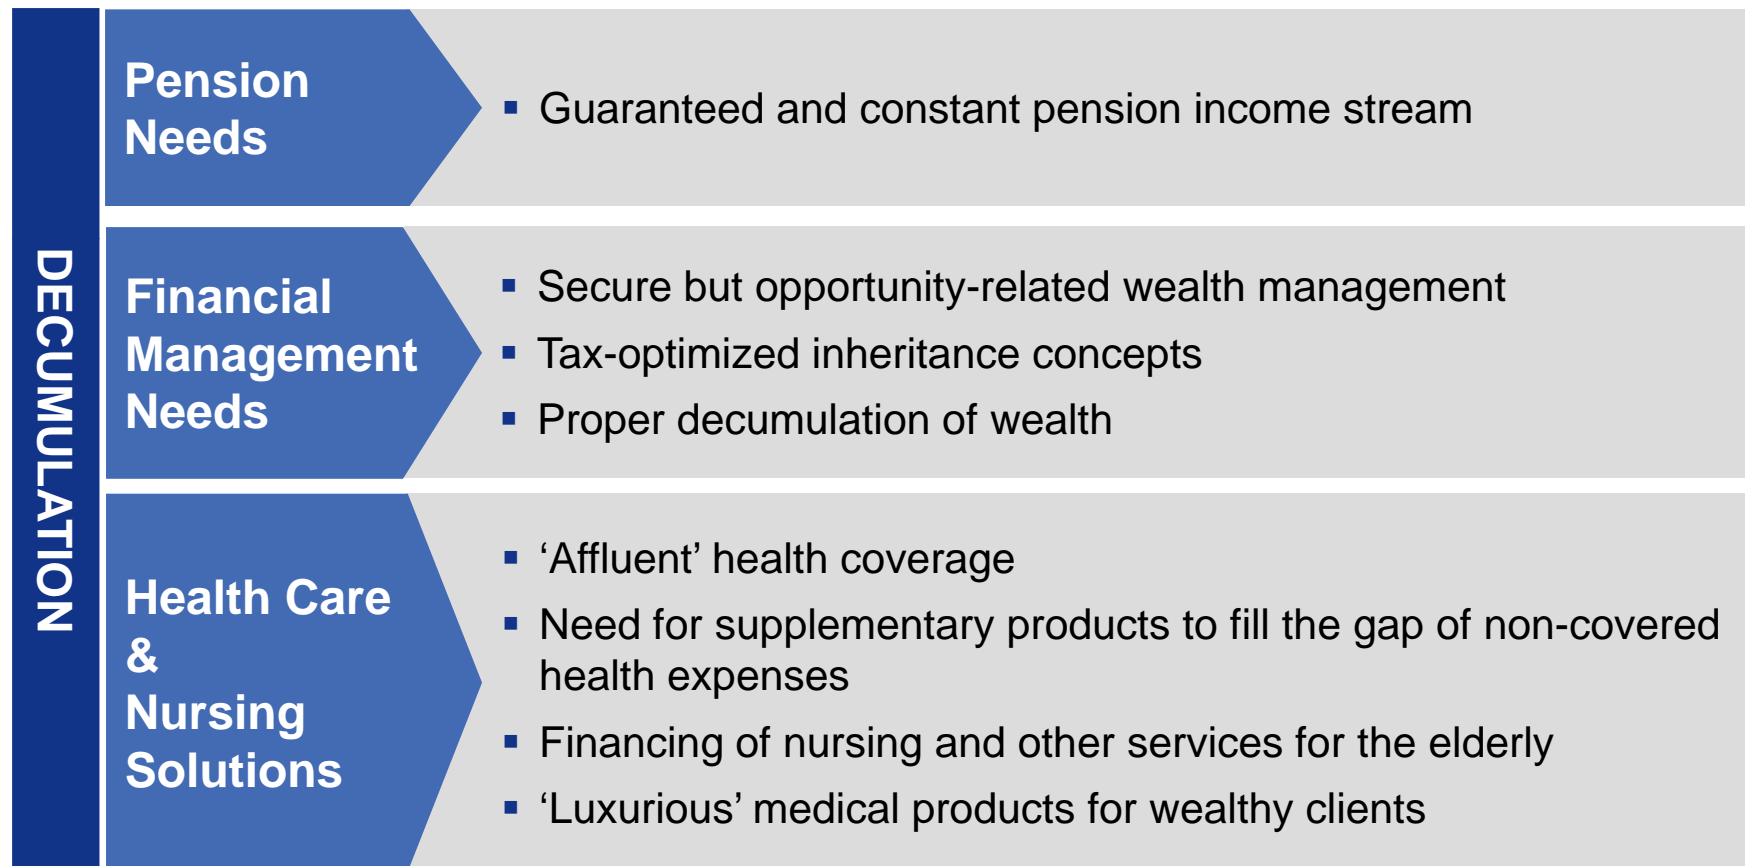 DECUMULATION
Pension
Needs
▪ Guaranteed and constant pension income stream
Financial
Management
Needs
▪ Secure but opportunity-related wealth management
▪ Tax-optimized inheritance concepts
▪ Proper decumulation of wealth
Health Care
&
Nursing
Solutions
▪ ‘Affluent’ health coverage
▪ Need for supplementary products to fill the gap of non-covered
health expenses
▪ Financing of nursing and other services for the elderly
▪ ‘Luxurious’ medical products for wealthy clients